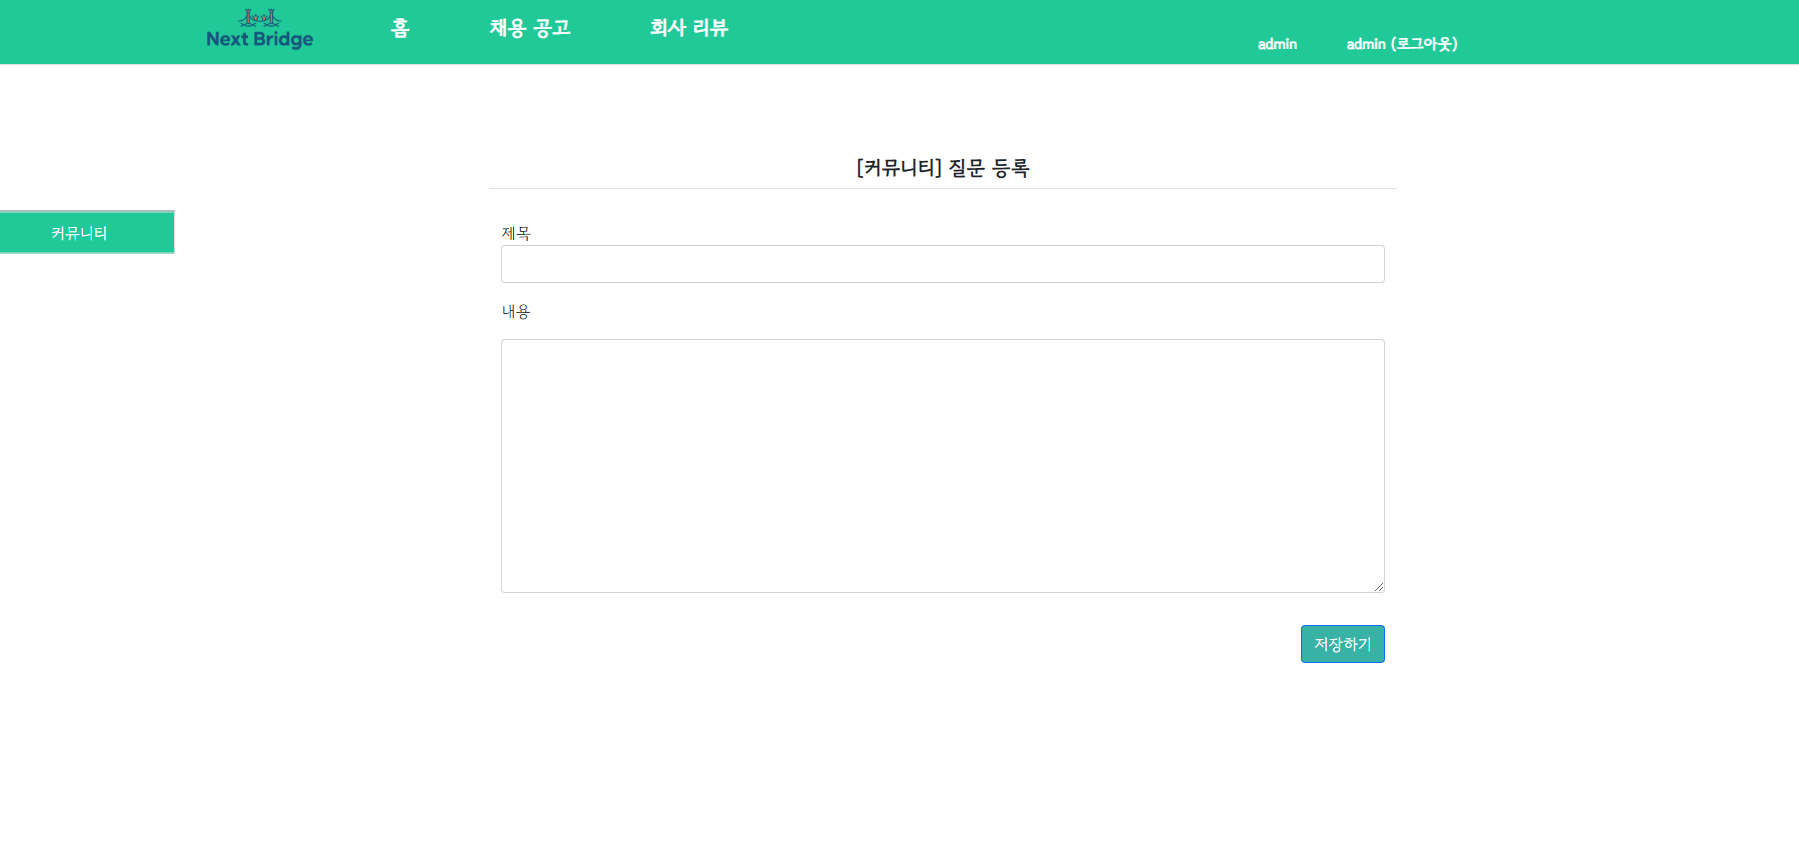 Next Bridge
홈
채용 공고
회사 리뷰
admin
admin (로그아웃)
[커뮤니티] 질문 등록
커뮤니티
제목
내용
저장하기